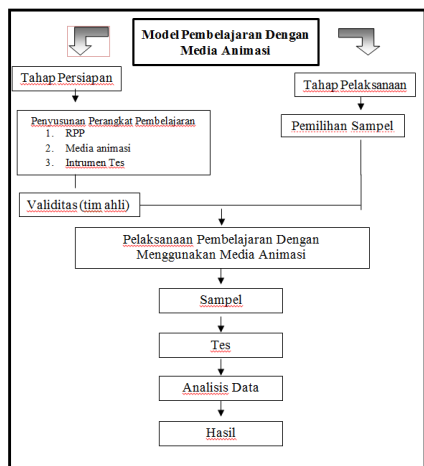 Model Pembelajaran Dengan
Media Animasi
Tahap Persiapan
Tahap Pelaksanaan
Penyusunan Perangkat Pembelajaran
1. RPP
2. Media animasi
3. Intrumen Tes
Pemilihan Sampel
Validitas (tim ahli)
Pelaksanaan Pembelajaran Dengan
Menggunakan Media Animasi
Sampel
Tes
Analisis Data
Hasil